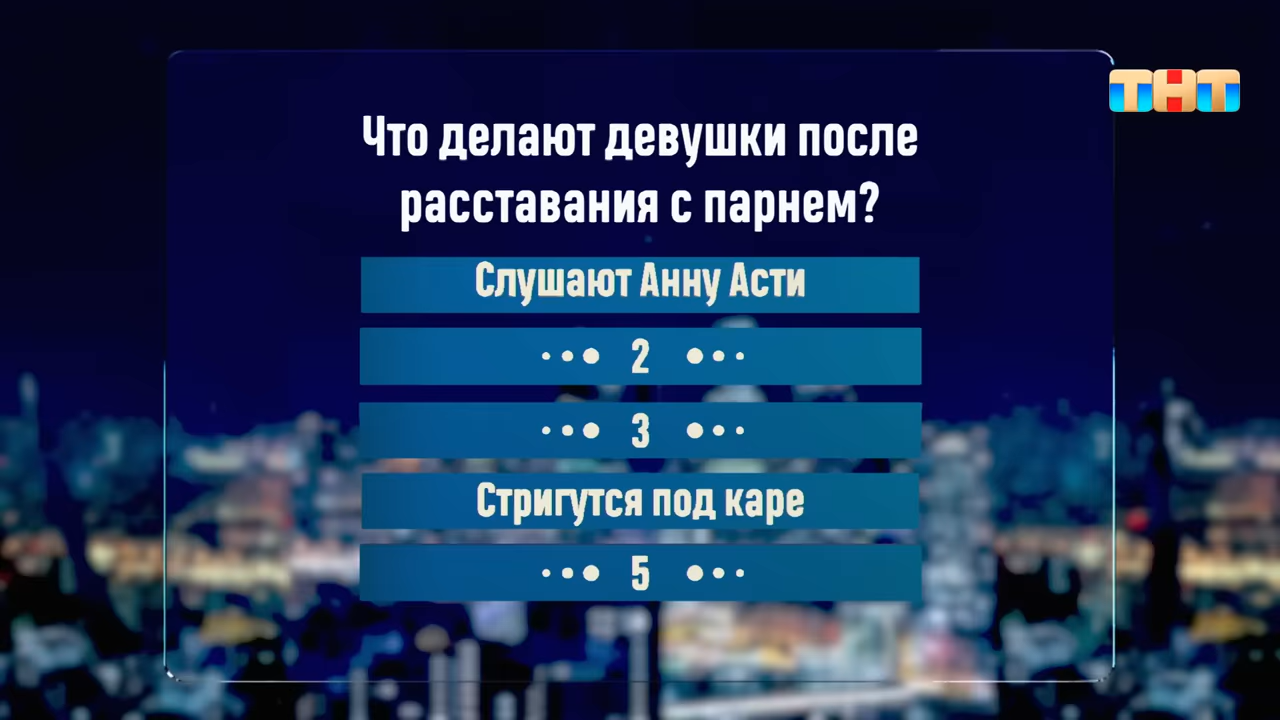 ТНТ
Что делают девушки после
расставания с парнем?
Слушают Анну Асти
2
3
Стригутся под каре
5